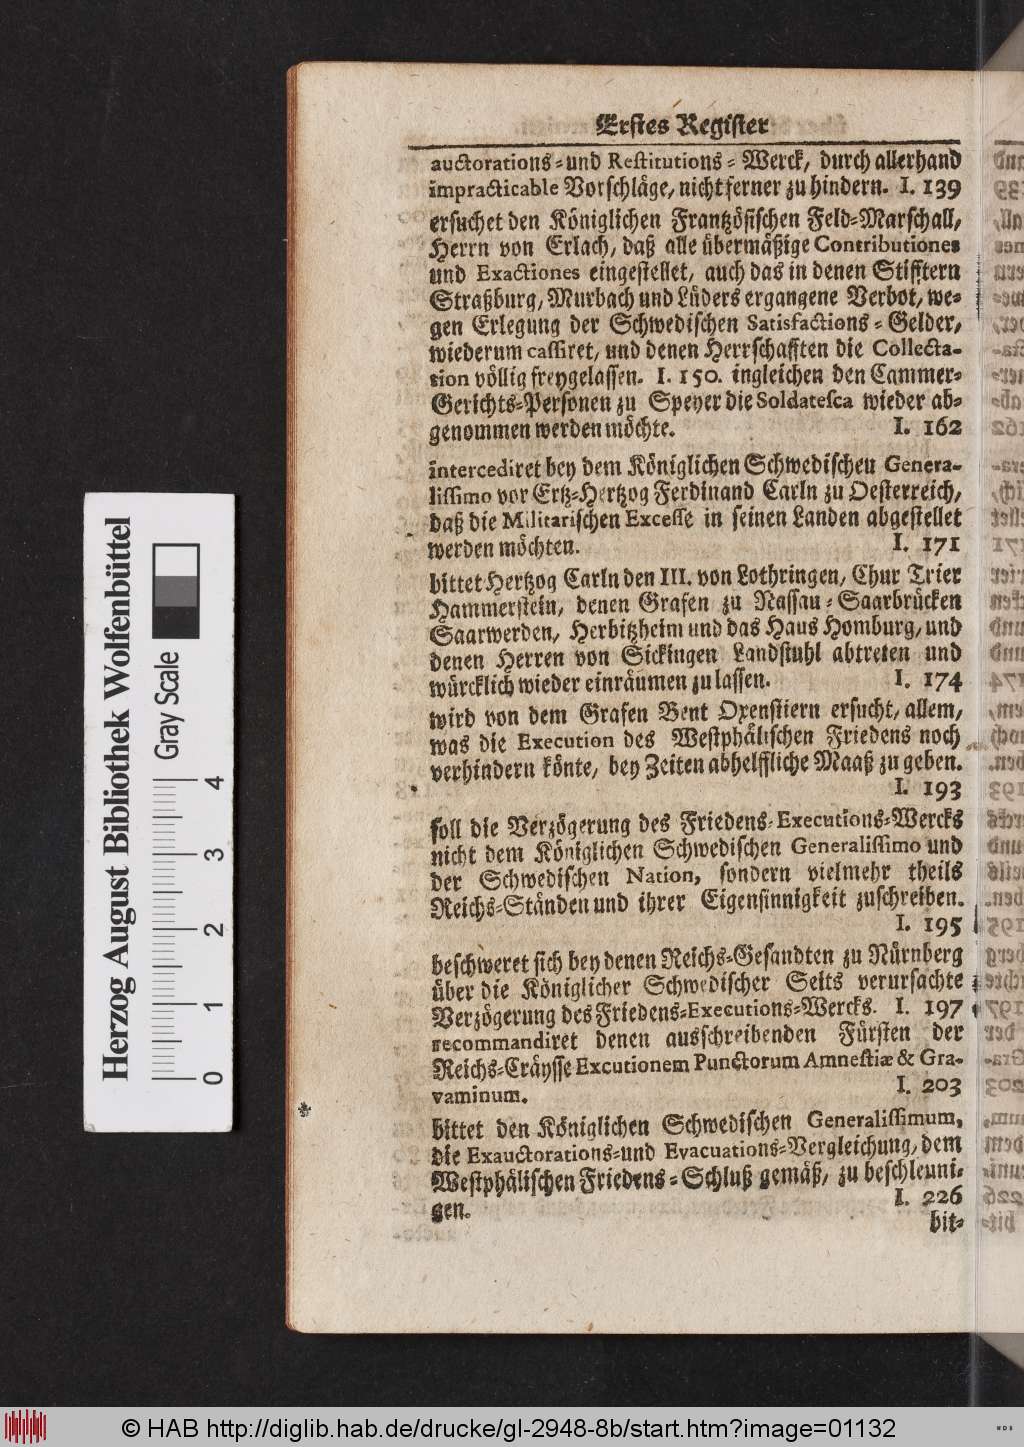 Erstes Register
auctorations-und Restitutions-Werck, durch allerhand
impracticable Vorschläge, nicht ferner zu hindern. I. 139
ersuchet den Königlichen Frantzösischen Feld-Marschall,
Herrn von Erlach, daß alle übermäßige Contributiones
und Exactiones eingestellet, auch das in denen Stifftern
Straßburg, Murbach und Lüders ergangene Verbot, we-
gen Erlegung der Schwedischen Satisfactions-Gelder,
wiederum cassiret, und denen Herrschafften die Collecta-
tion völlig freygelassen. I. 150. ingleichen den Cammer-
Gerichts-Personen zu Speyer die Soldatesca wieder ab-
genommen werden möchte. I. 162
intercediret bey dem Königlichen Schwedischen Genera-
lissimo vor Ertz-Hertzog Ferdinand Carln zu Oesterreich,
daß die Militarischen Excesse in seinen Landen abgestellet
werden möchten. I. 171
bittet Hertzog Carln den III. von Lothringen, Chur Trier
Hammerstein, denen Grafen zu Nassau-Saarbrücken
Saarwerden, Herbitzheim und das Haus Homburg, und
denen Herren von Sickingen Landstuhl abtreten und
würcklich wieder einräumen zu lassen. I. 174
wird von dem Grafen Bent Oxenstiern ersucht, allem,
was die Execution des Westphälischen Friedens noch
verhindern könte, bey Zeiten abhelffliche Maaß zu geben.
I. 193
soll die Verzögerung des Friedens-Executions-Wercks
nicht dem Königlichen Schwedischen Generalissimo und
der Schwedischen Nation, sondern vielmehr theils
Reichs-Ständen und ihrer Eigensinnigkeit zuschreiben.
I. 195
beschweret sich bey denen Reichs-Gesandten zu Nürnberg
über die Königlicher Schwedischer Seits verursachte
Verzögerung des Friedens-Executions-Wercks. I. 197
recommandiret denen ausschreibenden Fürsten der
Reichs-Cräysse Excutionem Punctorum Amnestiæ & Gra-
vaminum. I. 203
bittet den Königlichen Schwedischen Generalissimum,
die Exauctorations-und Evacuations-Vergleichung, dem
Westphälischen Friedens-Schluß gemäß, zu beschleuni-
gen. I. 226
bit-
Herzog August Bibliothek Wolfenbüttel
Gray Scale
0 1 2 3 4
© HAB http://diglib.hab.de/drucke/gl-2948-8b/start.htm?image=01132